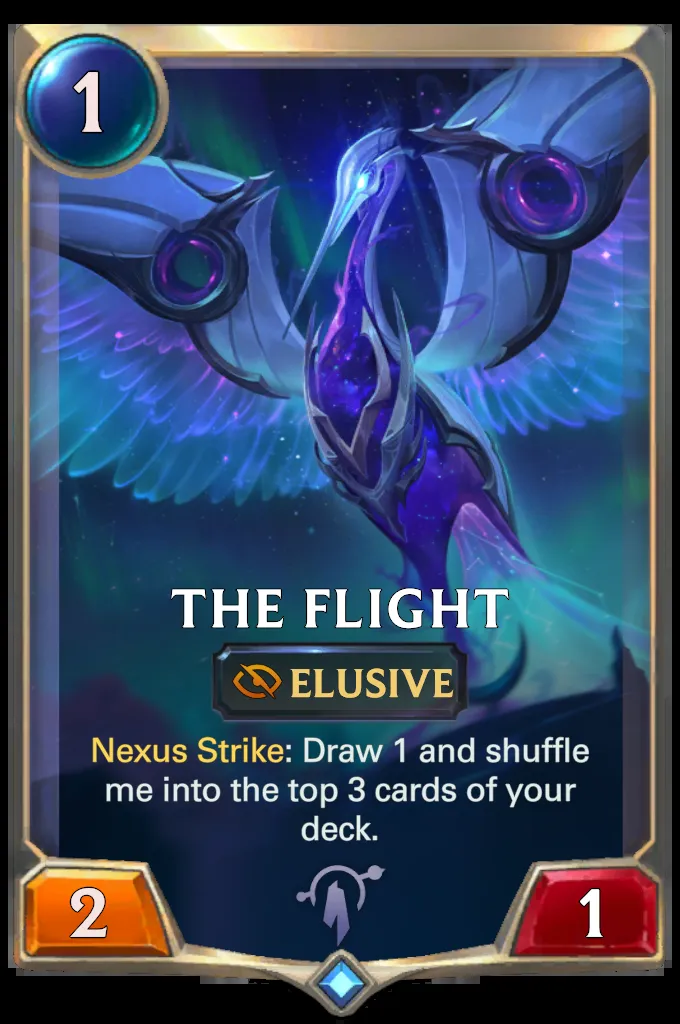 1
THE FLIGHT
ELUSIVE
Nexus Strike: Draw 1 and shuffle
me into the top 3 cards of your
deck.
2
1